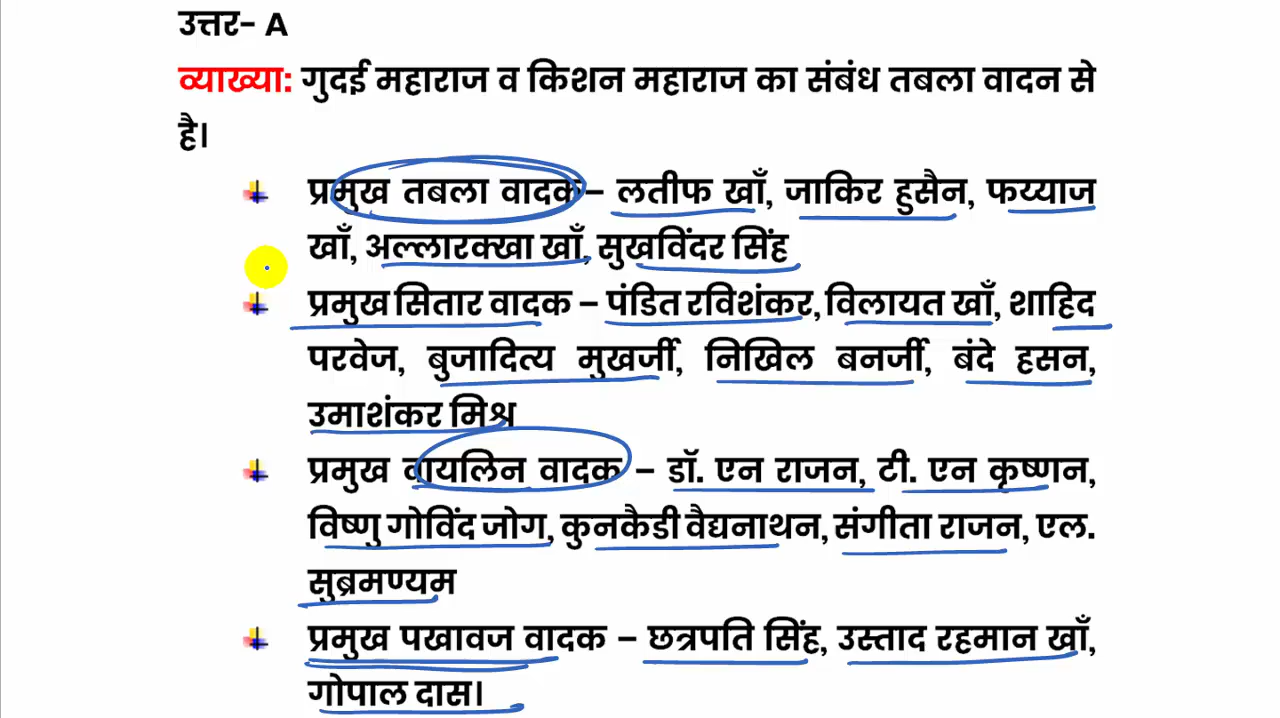 उत्तर- A
व्याख्या: गुदई महाराज व किशन महाराज का संबंध तबला वादन से
है।
प्रमुख तबला वादक– लतीफ खाँ, जाकिर हुसैन, फय्याज
खाँ, अल्लारक्खा खाँ, सुखविंदर सिंह
प्रमुख सितार वादक – पंडित रविशंकर, विलायत खाँ, शाहिद
परवेज, बुजादित्य मुखर्जी, निखिल बनर्जी, बंदे हसन,
उमाशंकर मिश्र
प्रमुख वायलिन वादक – डॉ. एन राजन, टी. एन कृष्णन,
विष्णु गोविंद जोग, कुनकैडी वैद्यनाथन, संगीता राजन, एल.
सुब्रमण्यम
प्रमुख पखावज वादक – छत्रपति सिंह, उस्ताद रहमान खाँ,
गोपाल दास।